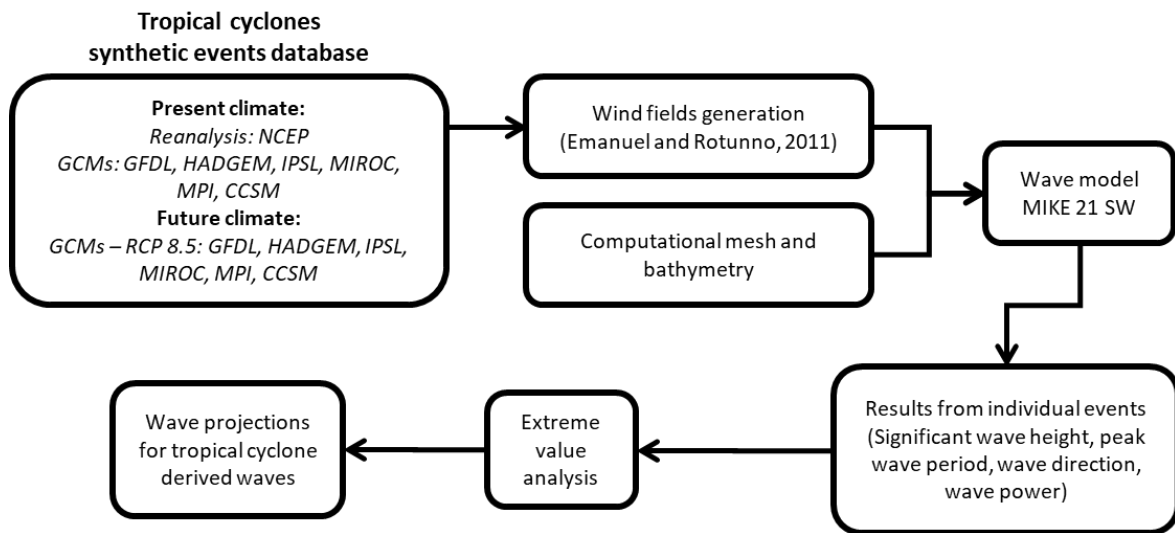 Tropical cyclones
synthetic events database
Present climate:
Reanalysis: NCEP
GCMs: GFDL, HADGEM, IPSL, MIROC,
MPI, CCSM
Future climate:
GCMs – RCP 8.5: GFDL, HADGEM, IPSL,
MIROC, MPI, CCSM
Wind fields generation
(Emanuel and Rotunno, 2011)
Computational mesh and
bathymetry
Wave model
MIKE 21 SW
Results from individual events
(Significant wave height, peak
wave period, wave direction,
wave power)
Extreme
value
analysis
Wave projections
for tropical cyclone
derived waves